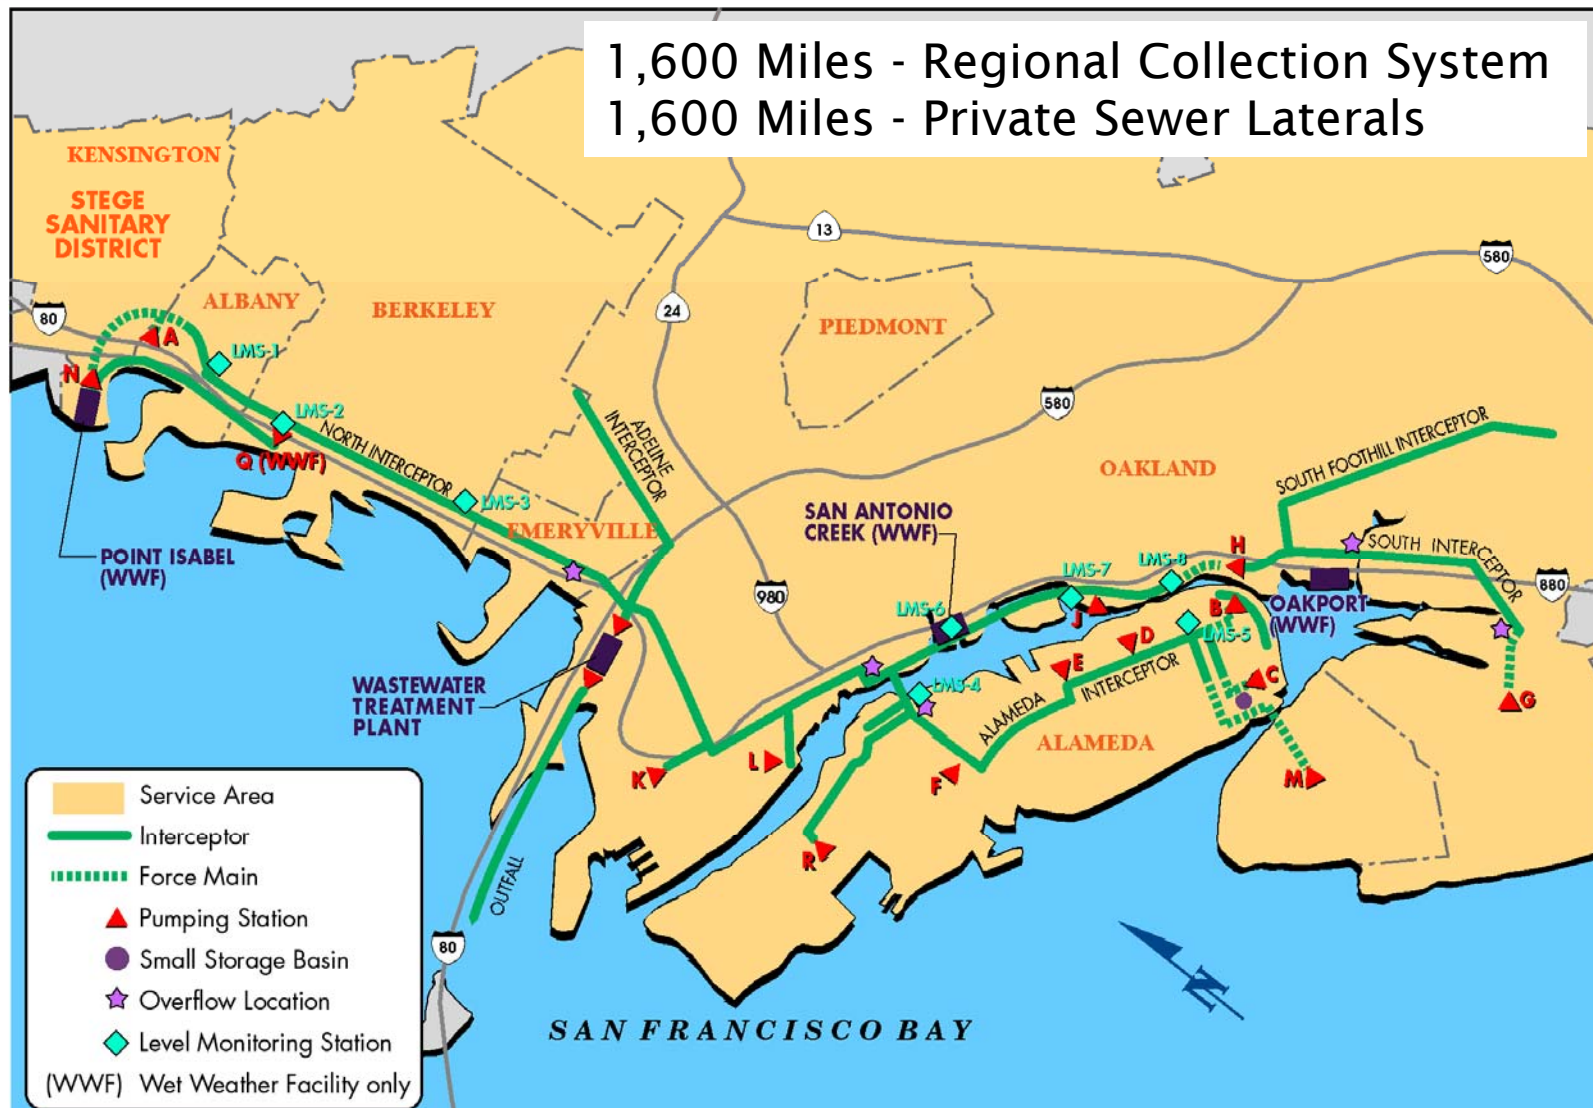 1,600 Miles - Regional Collection System
1,600 Miles - Private Sewer Laterals
KENSINGTON
STEGE
SANITARY
DISTRICT
ALBANY
BERKELEY
PIEDMONT
13
580
24
80
A
LMS-1
N
LMS-2
Q (WWF)
NORTH INTERCEPTOR
ADELINE
INTERCEPTOR
580
OAKLAND
SOUTH FOOTHILL INTERCEPTOR
LMS-3
EMERYVILLE
SAN ANTONIO
CREEK (WWF)
POINT ISABEL
(WWF)
980
LMS-6
LMS-7
J
LMS-8
H
SOUTH INTERCEPTOR
880
B
OAKPORT
(WWF)
LMS-5
D
E
C
G
WASTEWATER
TREATMENT
PLANT
LMS-4
ALAMEDA INTERCEPTOR
ALAMEDA
K
L
F
M
R
OUTFALL
80
N
SAN FRANCISCO BAY
Service Area
Interceptor
Force Main
Pumping Station
Small Storage Basin
Overflow Location
Level Monitoring Station
(WWF) Wet Weather Facility only